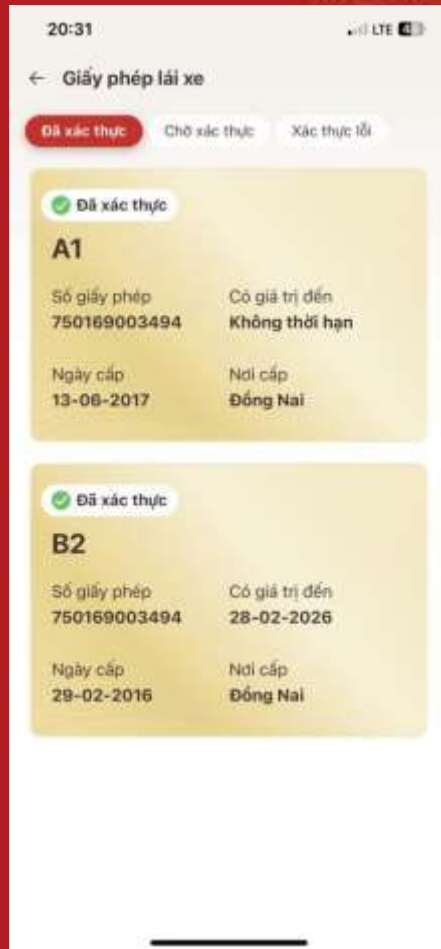 20:31
LTE
← Giấy phép lái xe
Đã xác thực Chờ xác thực Xác thực lỗi
Đã xác thực
A1
Số giấy phép Có giá trị đến
750169003494 Không thời hạn
Ngày cấp Nơi cấp
13-06-2017 Đồng Nai
Đã xác thực
B2
Số giấy phép Có giá trị đến
750169003494 28-02-2026
Ngày cấp Nơi cấp
29-02-2016 Đồng Nai